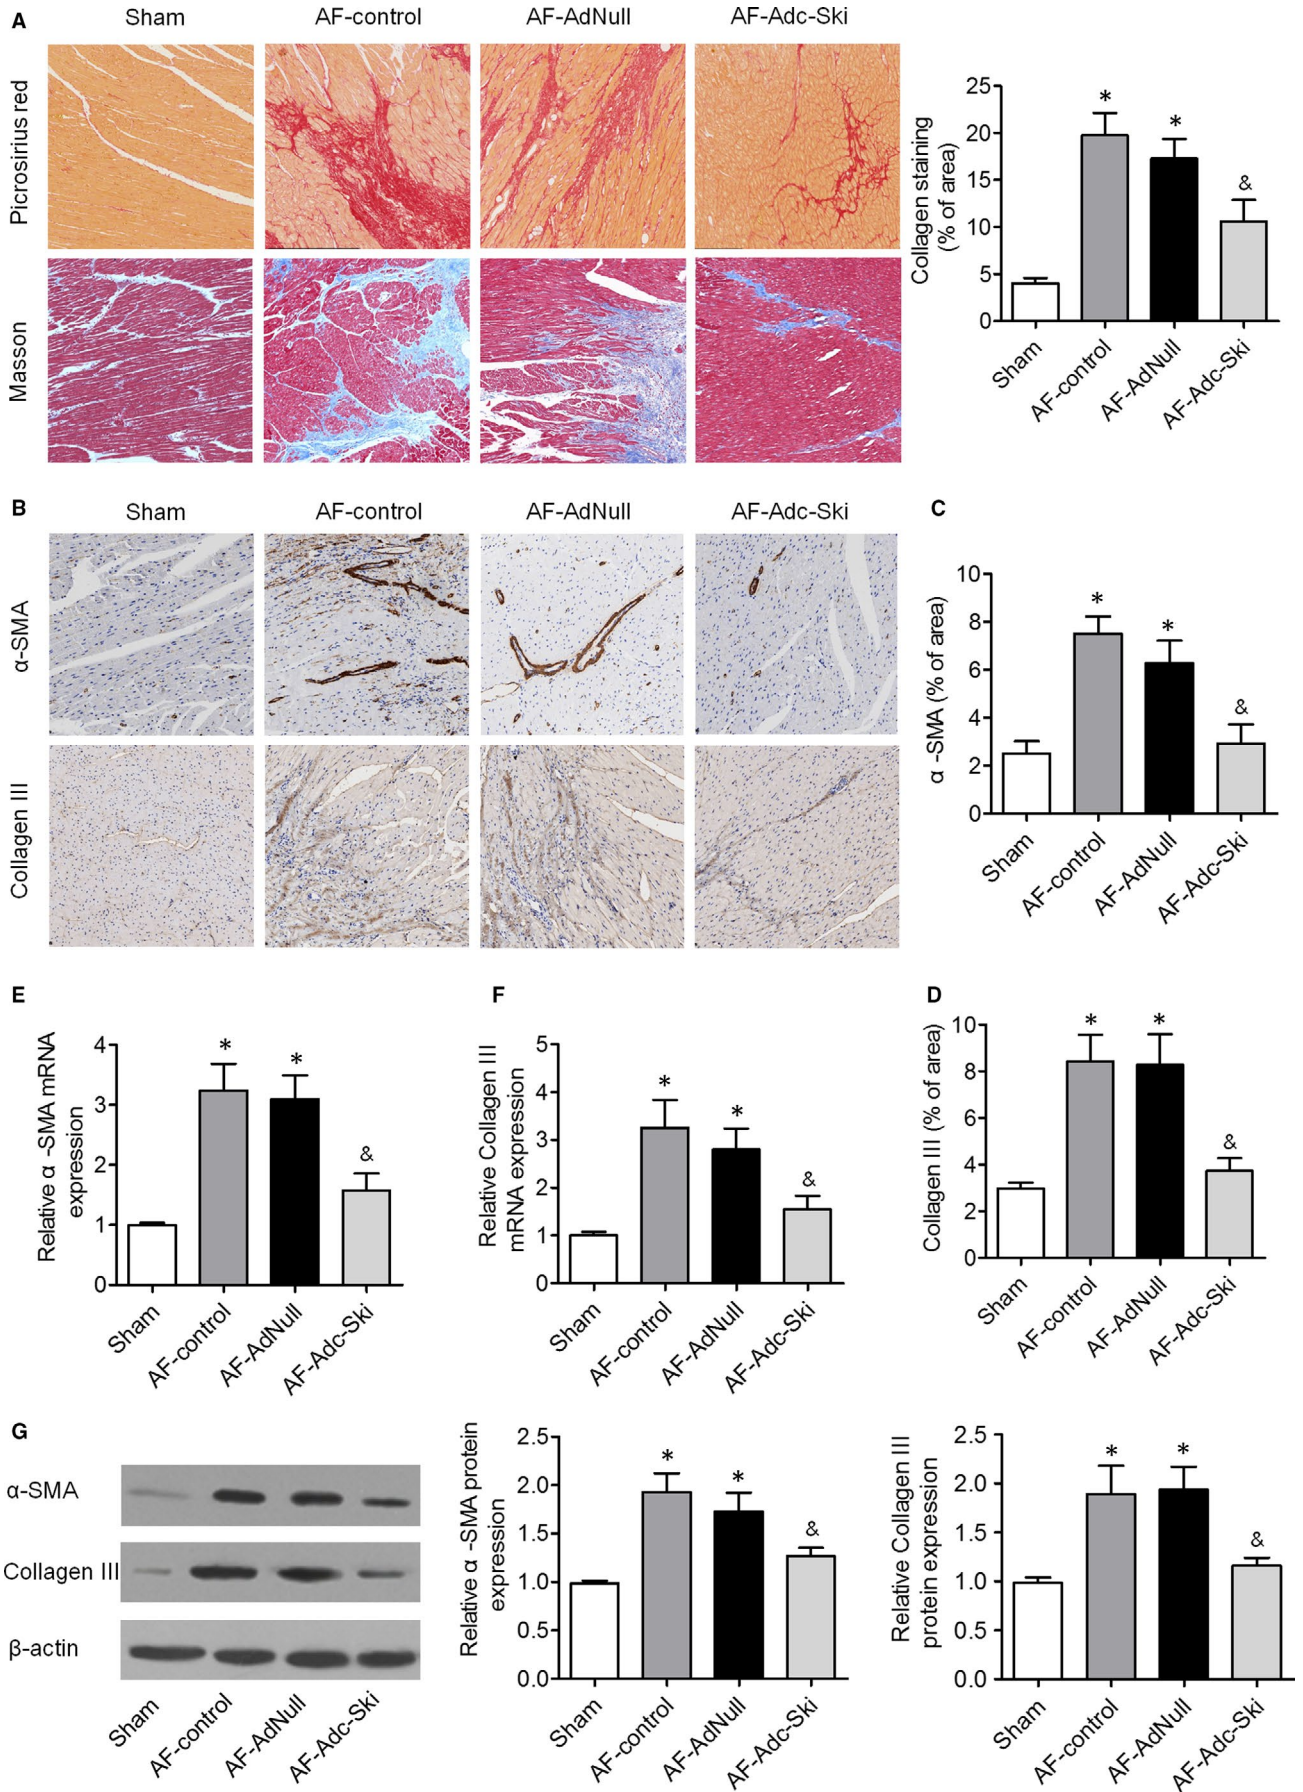 A
Sham AF-control AF-AdNull AF-Adc-Ski
Picrosirius red
Masson
Collagen staining
(% of area)
25
20
15
10
5
0
* * &
Sham AF-control AF-AdNull AF-Adc-Ski
B
Sham AF-control AF-AdNull AF-Adc-Ski
α-SMA
Collagen III
C
α -SMA (% of area)
10
8
6
4
2
0
* * &
Sham AF-control AF-AdNull AF-Adc-Ski
E
Relative α -SMA mRNA
expression
4
3
2
1
0
* * &
Sham AF-control AF-AdNull AF-Adc-Ski
F
Relative Collagen III
mRNA expression
5
4
3
2
1
0
* * &
Sham AF-control AF-AdNull AF-Adc-Ski
D
Collagen III (% of area)
10
8
6
4
2
0
* * &
Sham AF-control AF-AdNull AF-Adc-Ski
G
α-SMA
Collagen III
β-actin
Sham AF-control AF-AdNull AF-Adc-Ski
Relative α -SMA protein
expression
2.5
2.0
1.5
1.0
0.5
0.0
* * &
Sham AF-control AF-AdNull AF-Adc-Ski
Relative Collagen III
protein expression
2.5
2.0
1.5
1.0
0.5
0.0
* * &
Sham AF-control AF-AdNull AF-Adc-Ski